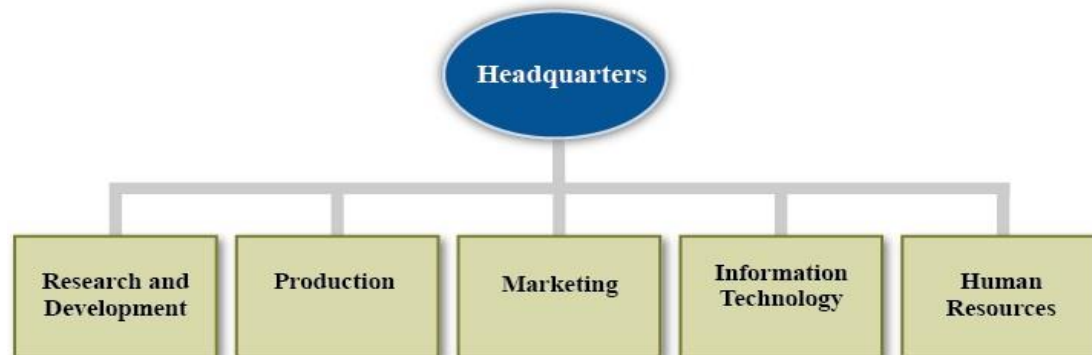 Headquarters
Research and
Development
Production
Marketing
Information
Technology
Human
Resources